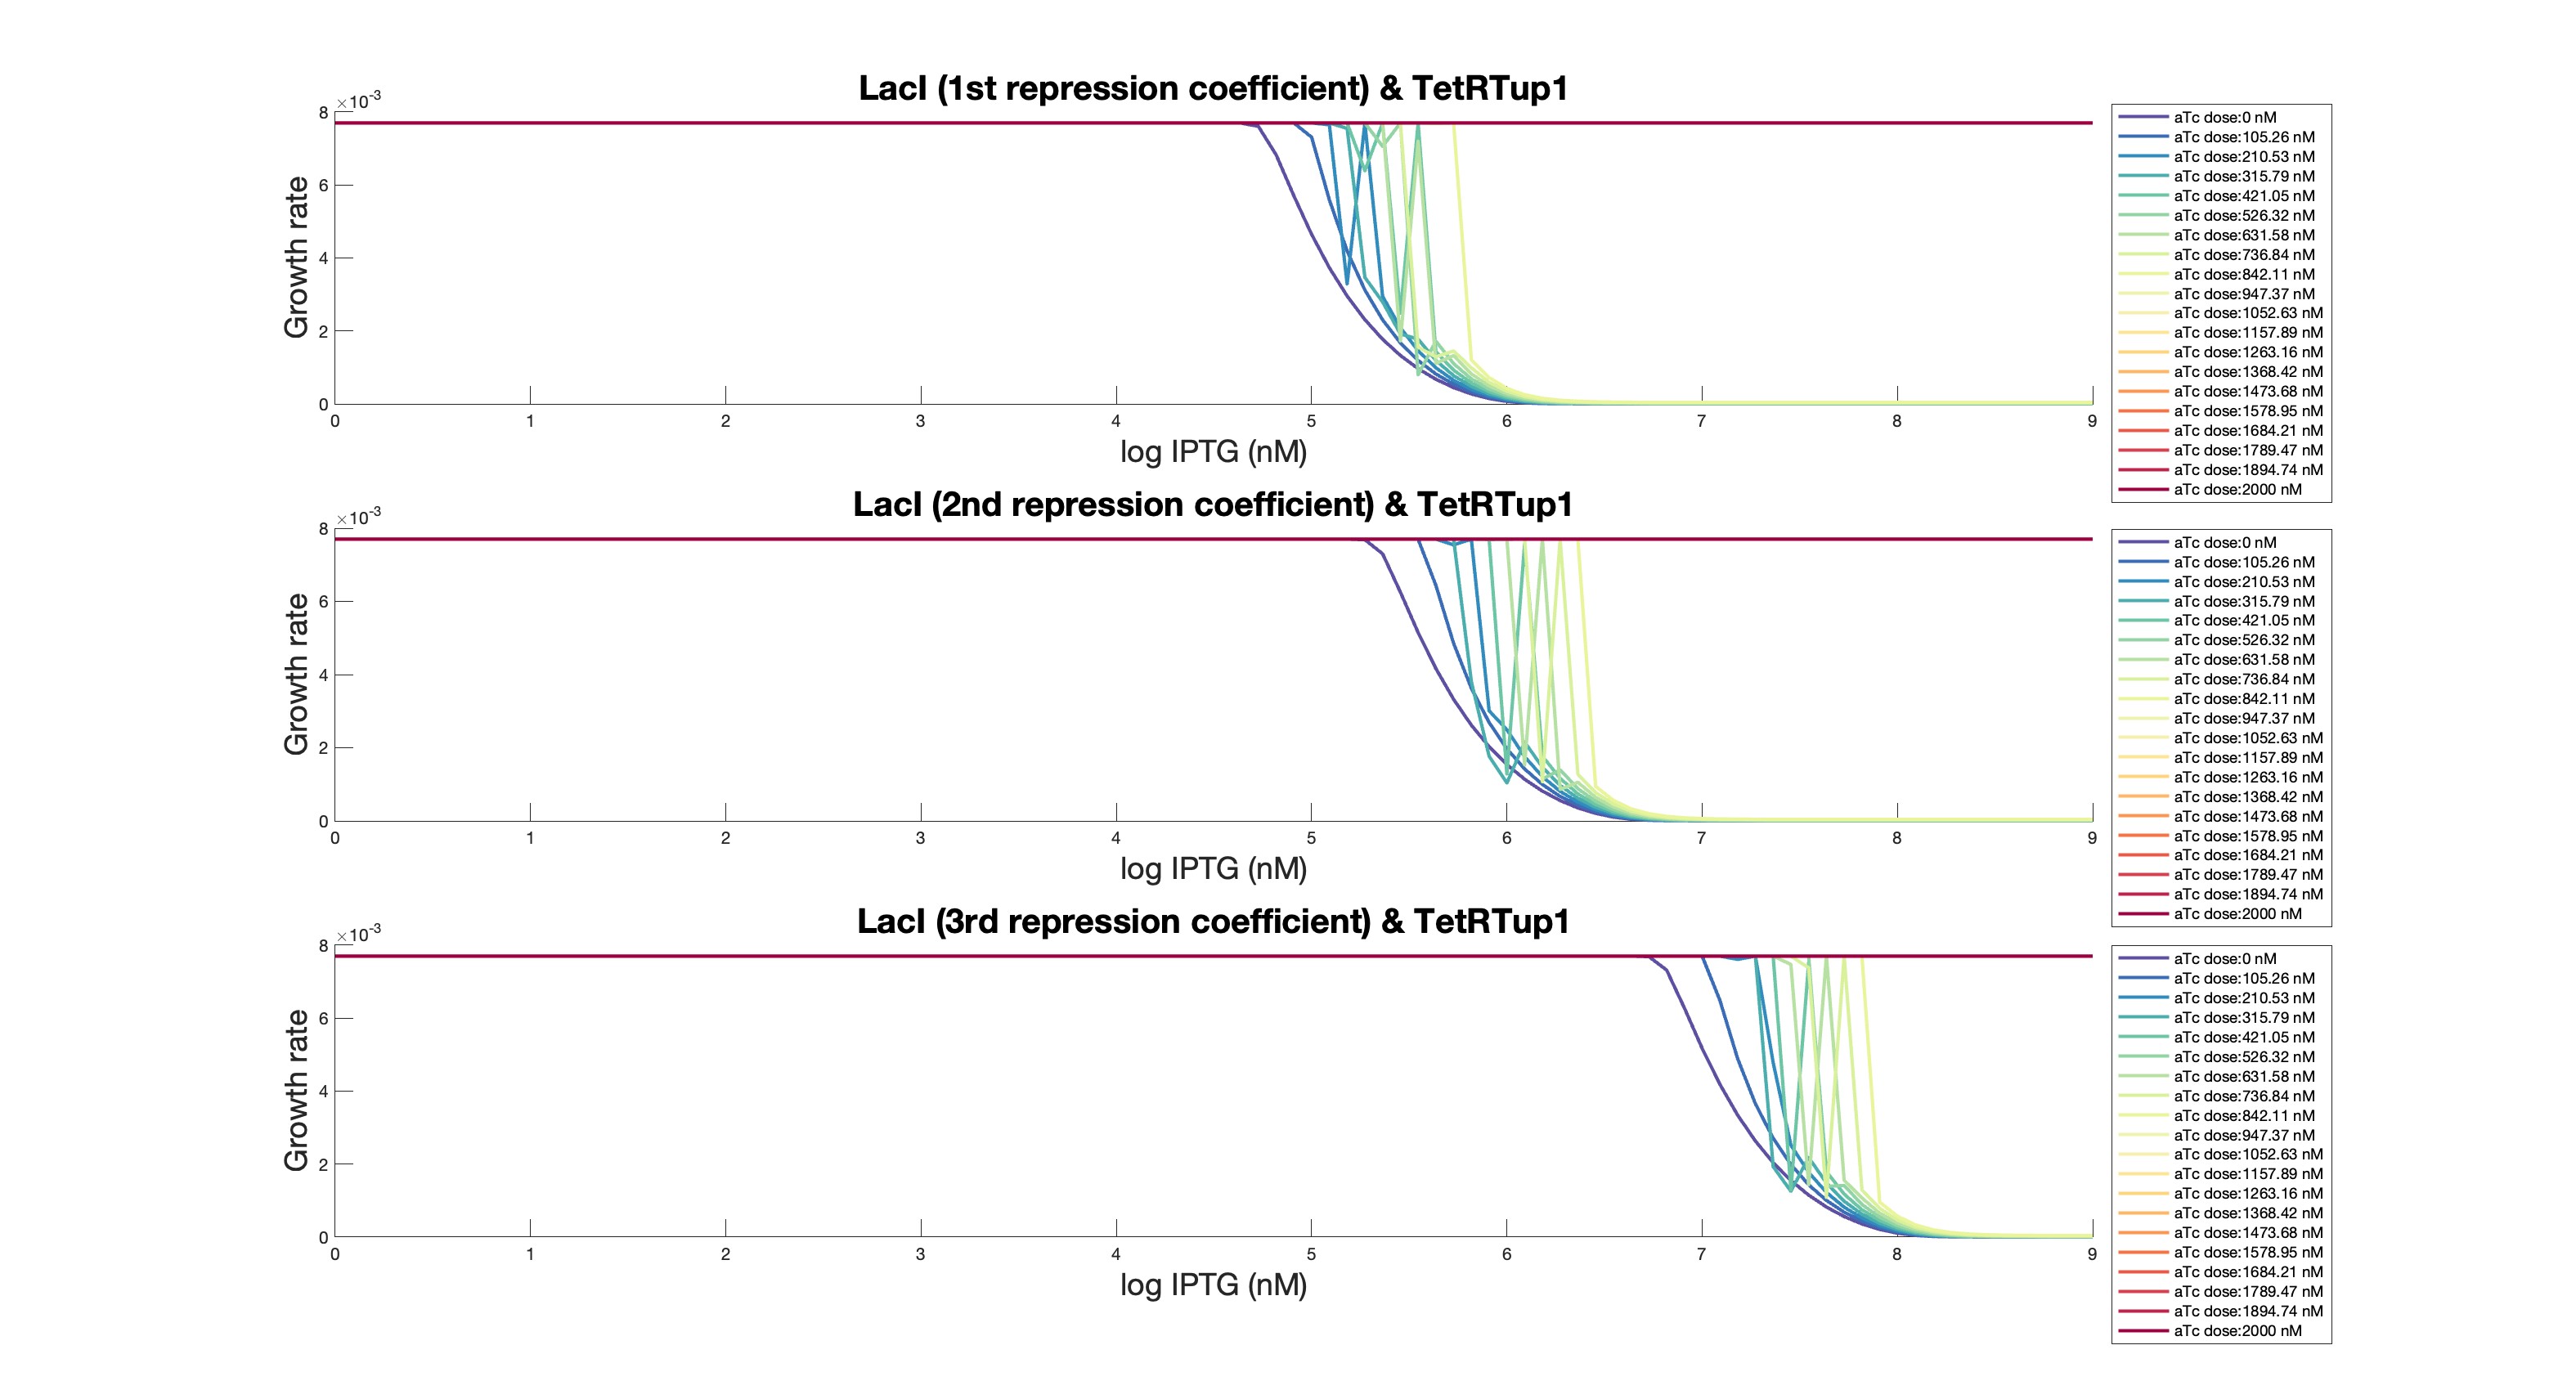 LacI (1st repression coefficient) & TetRTup1
×10-3
8
6
4
2
0
Growth rate
0 1 2 3 4 5 6 7 8 9
log IPTG (nM)
aTc dose:0 nM
aTc dose:105.26 nM
aTc dose:210.53 nM
aTc dose:315.79 nM
aTc dose:421.05 nM
aTc dose:526.32 nM
aTc dose:631.58 nM
aTc dose:736.84 nM
aTc dose:842.11 nM
aTc dose:947.37 nM
aTc dose:1052.63 nM
aTc dose:1157.89 nM
aTc dose:1263.16 nM
aTc dose:1368.42 nM
aTc dose:1473.68 nM
aTc dose:1578.95 nM
aTc dose:1684.21 nM
aTc dose:1789.47 nM
aTc dose:1894.74 nM
aTc dose:2000 nM
LacI (2nd repression coefficient) & TetRTup1
×10-3
8
6
4
2
0
Growth rate
0 1 2 3 4 5 6 7 8 9
log IPTG (nM)
aTc dose:0 nM
aTc dose:105.26 nM
aTc dose:210.53 nM
aTc dose:315.79 nM
aTc dose:421.05 nM
aTc dose:526.32 nM
aTc dose:631.58 nM
aTc dose:736.84 nM
aTc dose:842.11 nM
aTc dose:947.37 nM
aTc dose:1052.63 nM
aTc dose:1157.89 nM
aTc dose:1263.16 nM
aTc dose:1368.42 nM
aTc dose:1473.68 nM
aTc dose:1578.95 nM
aTc dose:1684.21 nM
aTc dose:1789.47 nM
aTc dose:1894.74 nM
aTc dose:2000 nM
LacI (3rd repression coefficient) & TetRTup1
×10-3
8
6
4
2
0
Growth rate
0 1 2 3 4 5 6 7 8 9
log IPTG (nM)
aTc dose:0 nM
aTc dose:105.26 nM
aTc dose:210.53 nM
aTc dose:315.79 nM
aTc dose:421.05 nM
aTc dose:526.32 nM
aTc dose:631.58 nM
aTc dose:736.84 nM
aTc dose:842.11 nM
aTc dose:947.37 nM
aTc dose:1052.63 nM
aTc dose:1157.89 nM
aTc dose:1263.16 nM
aTc dose:1368.42 nM
aTc dose:1473.68 nM
aTc dose:1578.95 nM
aTc dose:1684.21 nM
aTc dose:1789.47 nM
aTc dose:1894.74 nM
aTc dose:2000 nM